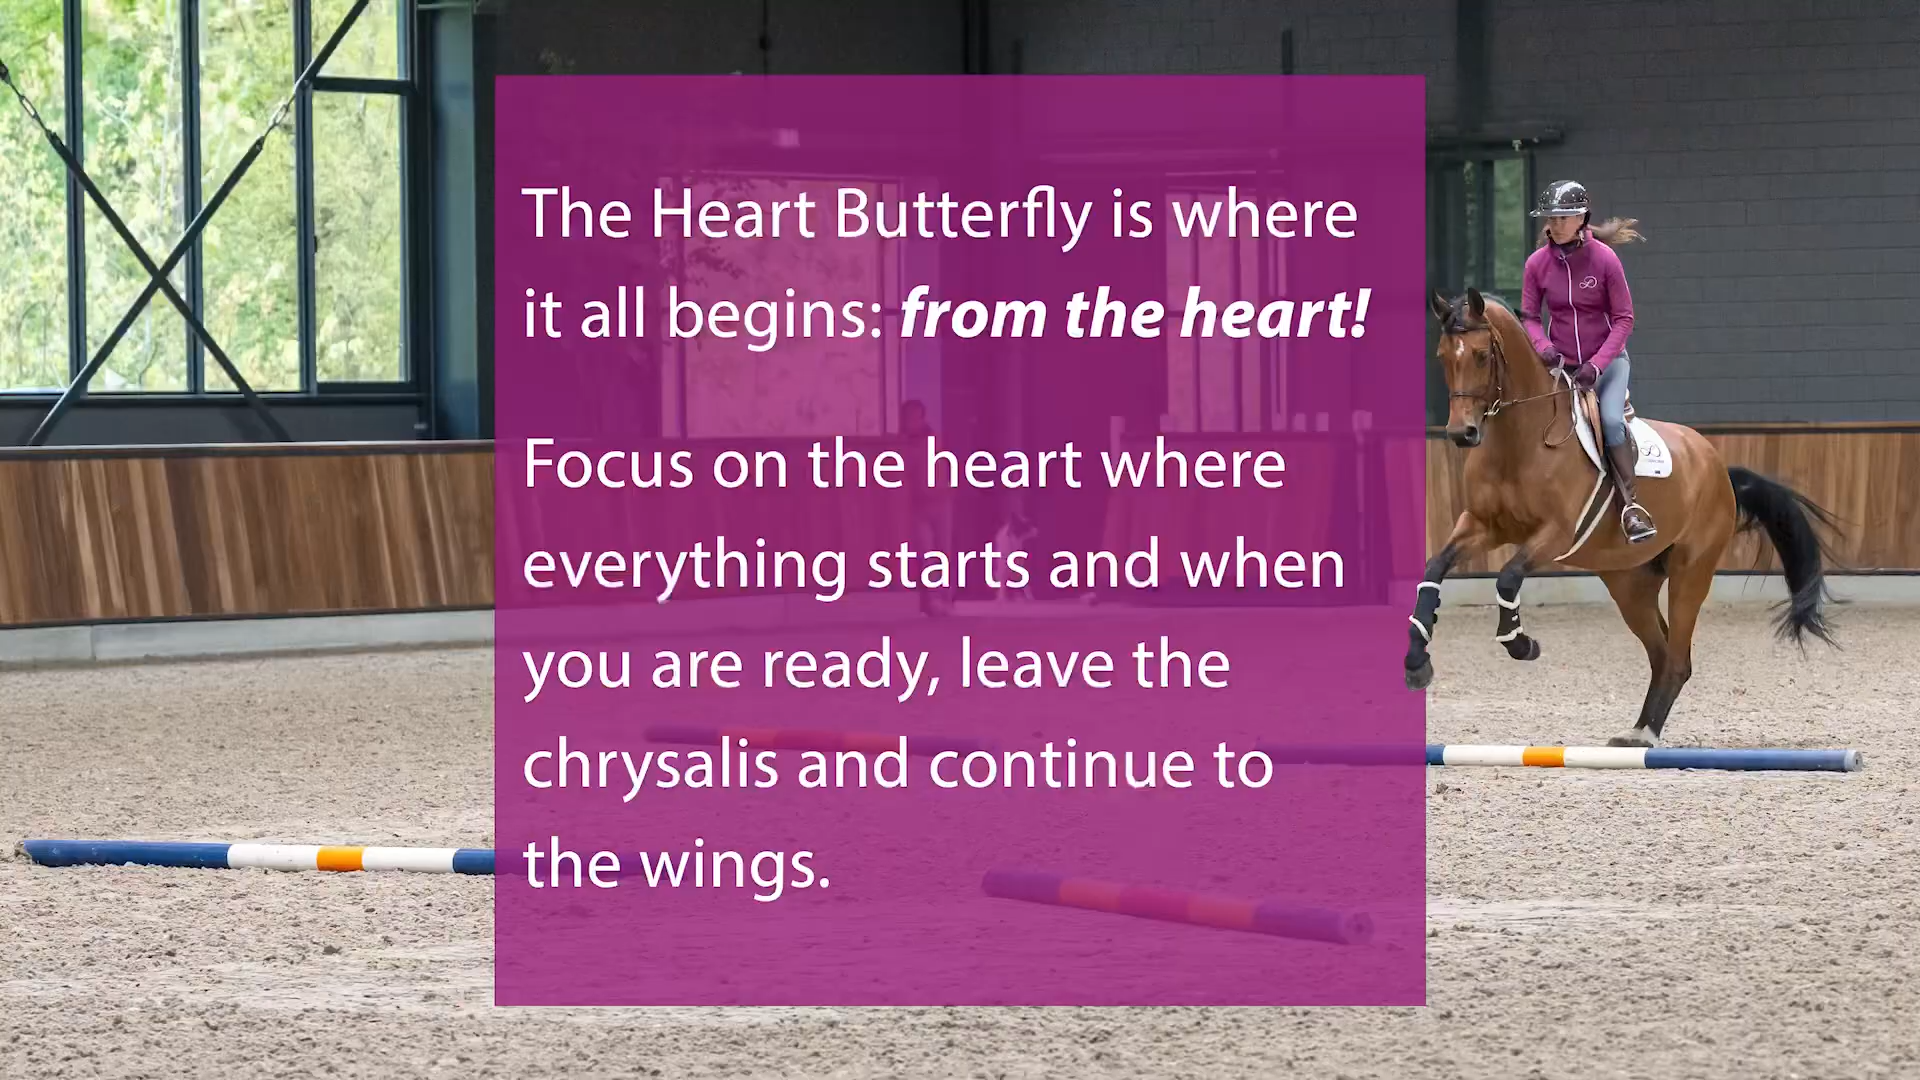 The Heart Butterfly is where
it all begins: from the heart!
Focus on the heart where
everything starts and when
you are ready, leave the
chrysalis and continue to
the wings.